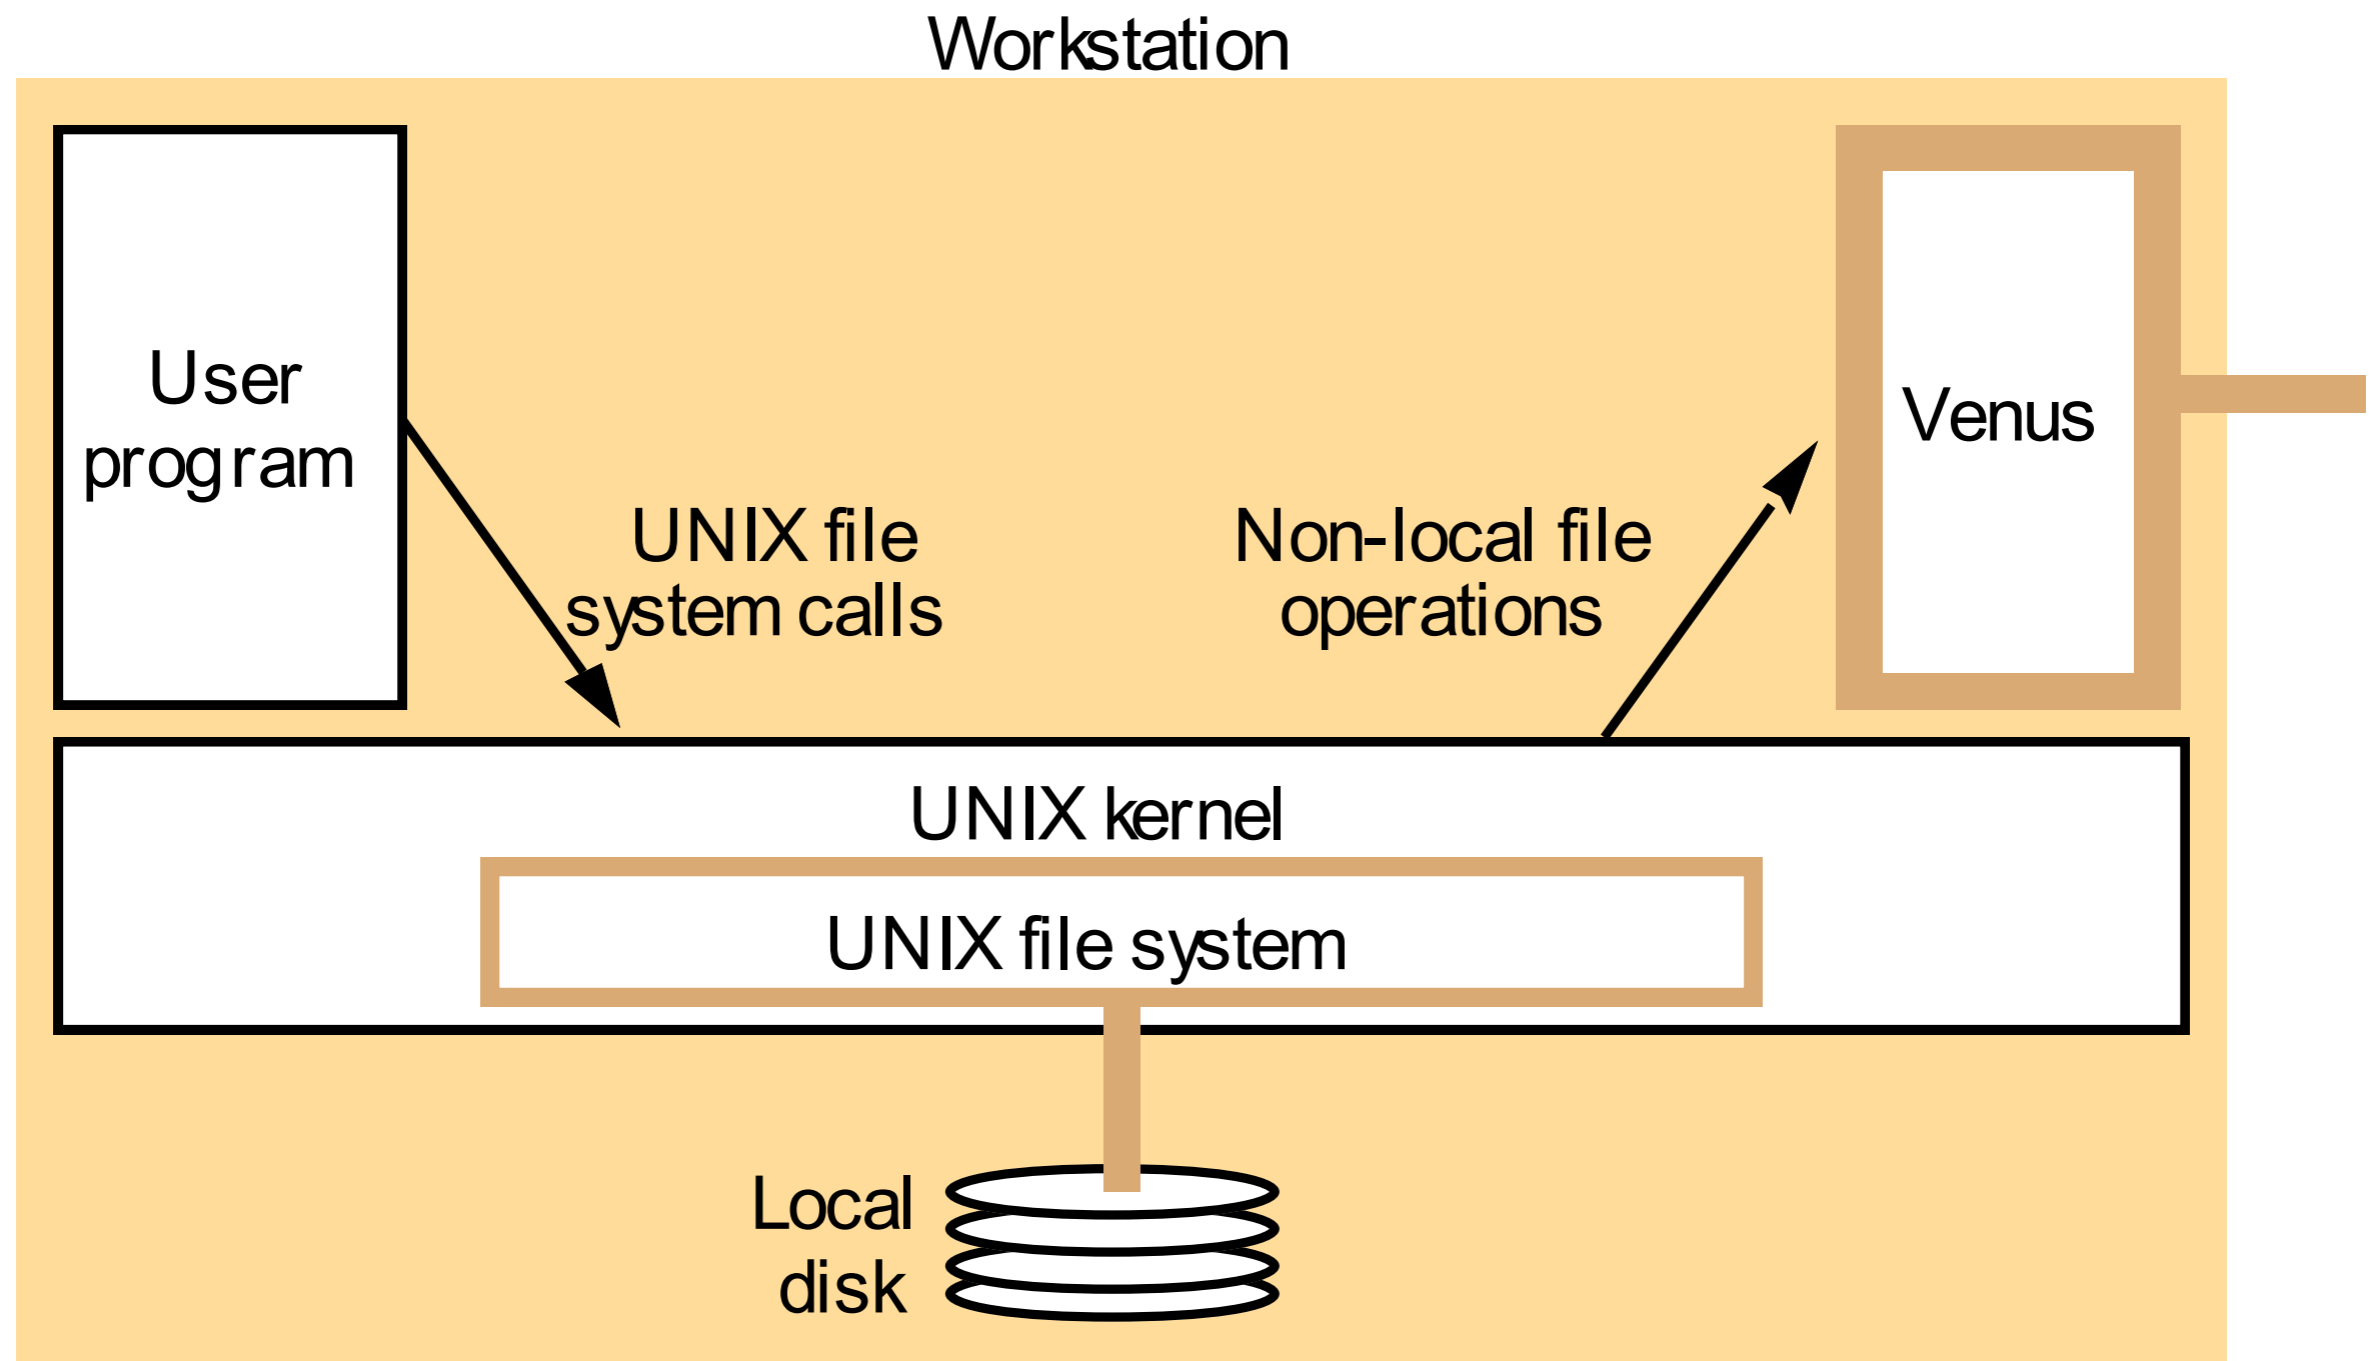 Workstation
User
program
UNIX file
system calls
Non-local file
operations
Venus
UNIX kernel
UNIX file system
Local
disk